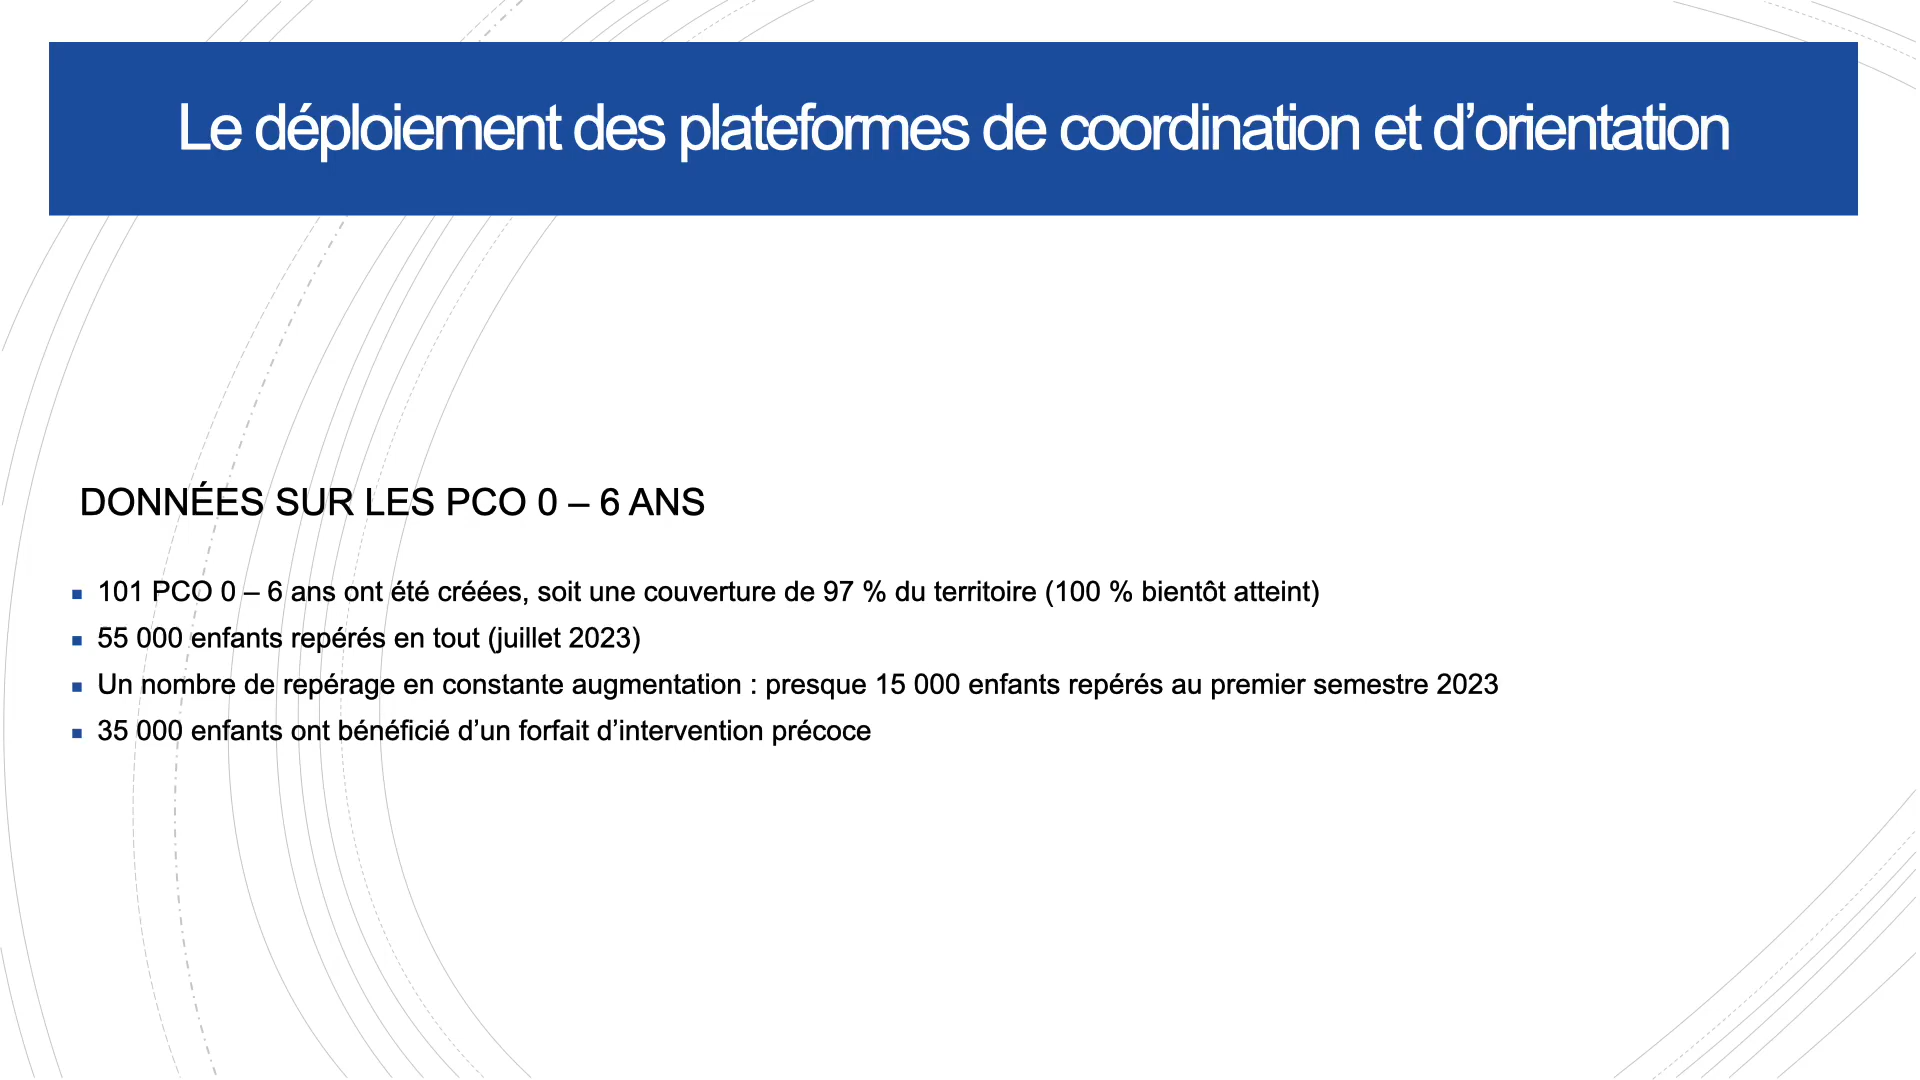 Le déploiement des plateformes de coordination et d’orientation
DONNÉES SUR LES PCO 0 – 6 ANS
▪ 101 PCO 0 – 6 ans ont été créées, soit une couverture de 97 % du territoire (100 % bientôt atteint)
▪ 55 000 enfants repérés en tout (juillet 2023)
▪ Un nombre de repérage en constante augmentation : presque 15 000 enfants repérés au premier semestre 2023
▪ 35 000 enfants ont bénéficié d’un forfait d’intervention précoce